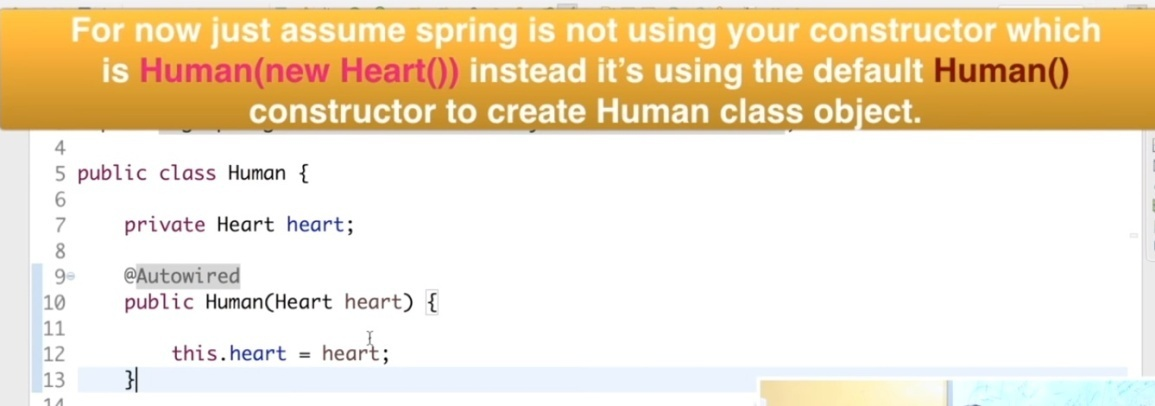 For now just assume spring is not using your constructor which
is Human(new Heart()) instead it's using the default Human()
constructor to create Human class object.
4
5 public class Human {
6
7 private Heart heart;
8
9 @Autowired
10 public Human(Heart heart) {
11
12 this.heart = heart;
13 }
14